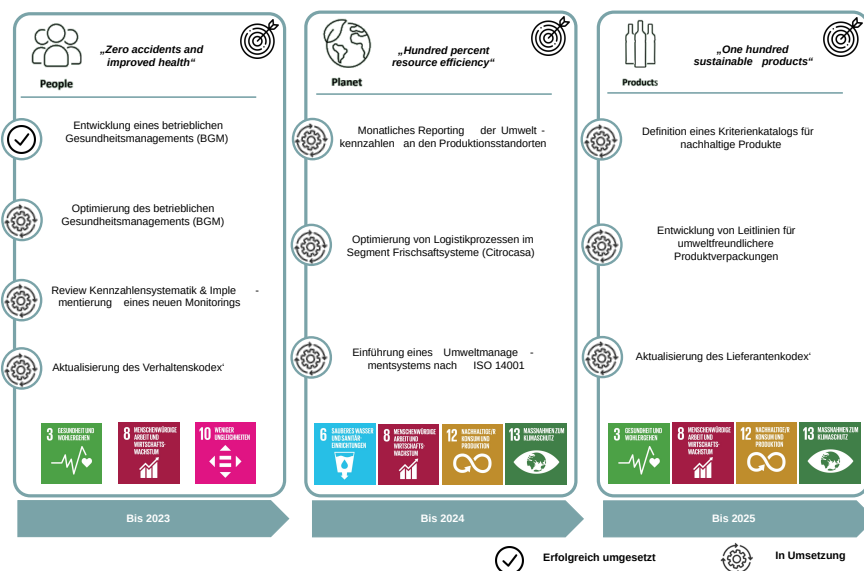 „Zero accidents and
improved health“
People
Entwicklung eines betrieblichen
Gesundheitsmanagements (BGM)
Optimierung des betrieblichen
Gesundheitsmanagements (BGM)
Review Kennzahlensystematik & Imple -
mentierung eines neuen Monitorings
Aktualisierung des Verhaltenskodex‘
3 GESUNDHEIT UND
WOHLERGEHEN
8 MENSCHENWÜRDIGE
ARBEIT UND
WIRTSCHAFTS-
WACHSTUM
10 WENIGER
UNGLEICHHEITEN
Bis 2023
„Hundred percent
resource efficiency“
Planet
Monatliches Reporting der Umwelt -
kennzahlen an den Produktionsstandorten
Optimierung von Logistikprozessen im
Segment Frischsaftsysteme (Citrocasa)
Einführung eines Umweltmanage -
mentsystems nach ISO 14001
6 SAUBERES WASSER
UND SANITÄR-
EINRICHTUNGEN
8 MENSCHENWÜRDIGE
ARBEIT UND
WIRTSCHAFTS-
WACHSTUM
12 NACHHALTIGE/R
KONSUM UND
PRODUKTION
13 MASSNAHMEN ZUM
KLIMASCHUTZ
Bis 2024
„One hundred
sustainable products“
Products
Definition eines Kriterienkatalogs für
nachhaltige Produkte
Entwicklung von Leitlinien für
umweltfreundlichere
Produktverpackungen
Aktualisierung des Lieferantenkodex‘
3 GESUNDHEIT UND
WOHLERGEHEN
8 MENSCHENWÜRDIGE
ARBEIT UND
WIRTSCHAFTS-
WACHSTUM
12 NACHHALTIGE/R
KONSUM UND
PRODUKTION
13 MASSNAHMEN ZUM
KLIMASCHUTZ
Bis 2025
Erfolgreich umgesetzt
In Umsetzung